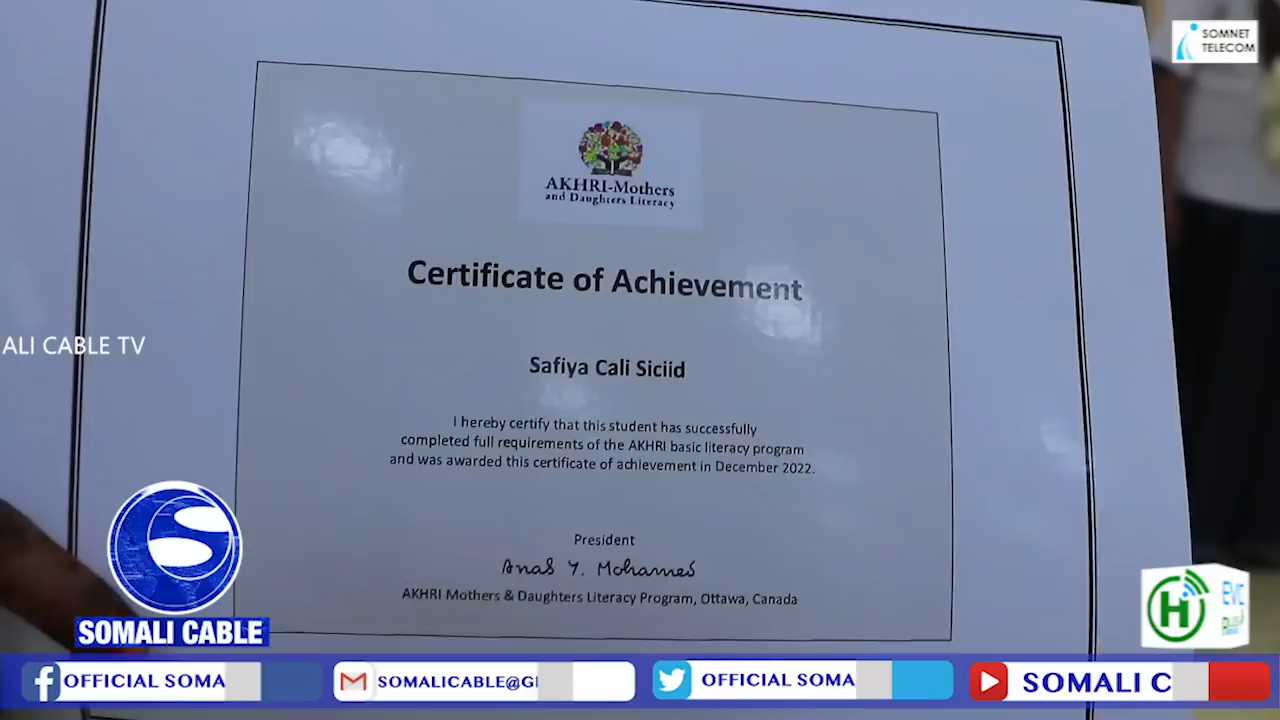 SOMNET
TELECOM
AKHRI-Mothers
and Daughters Literacy
Certificate of Achievement
ALI CABLE TV
Safiya Cali Siciid
I hereby certify that this student has successfully
completed full requirements of the AKHRI basic literacy program
and was awarded this certificate of achievement in December 2022.
President
Anab Y. Mohamed
AKHRI Mothers & Daughters Literacy Program, Ottawa, Canada
SOMALI CABLE
H
EVC
OFFICIAL SOMA
SOMALICABLE@G
OFFICIAL SOMA
SOMALI C